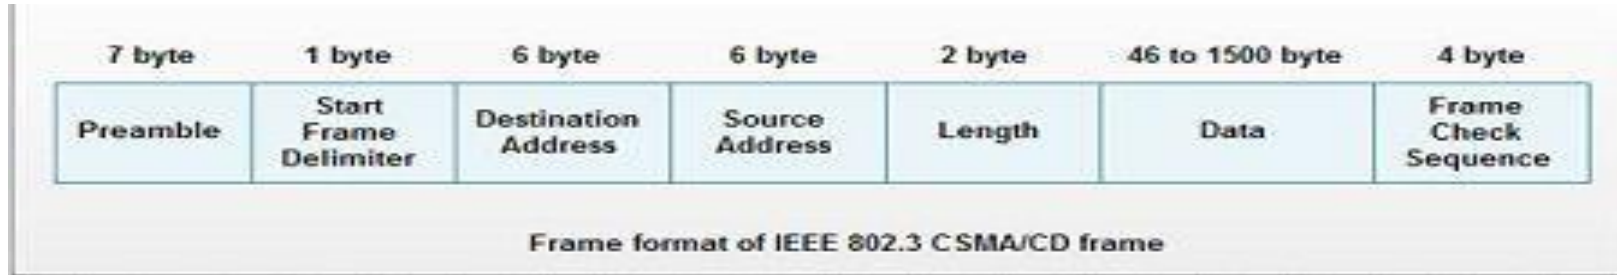 7 byte 1 byte 6 byte 6 byte 2 byte 46 to 1500 byte 4 byte
Preamble
Start
Frame
Delimiter
Destination
Address
Source
Address
Length
Data
Frame
Check
Sequence
Frame format of IEEE 802.3 CSMA/CD frame